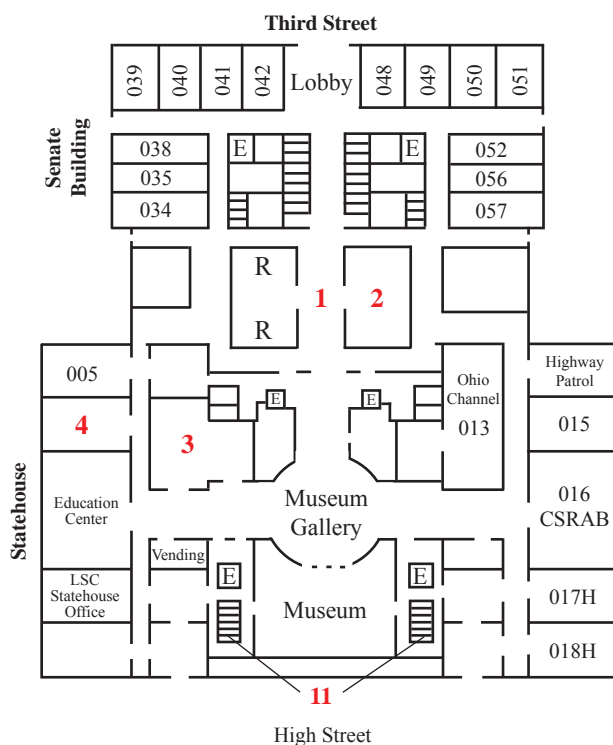 Third Street
039
040
041
042
Lobby
048
049
050
051
Senate
Building
038
E
E
052
035
056
034
057
R
1
2
R
005
Highway
Patrol
E
E
Ohio
Channel
4
3
013
015
Statehouse
Education
Center
Museum
Gallery
016
CSRAB
Vending
LSC
Statehouse
Office
E
E
Museum
017H
018H
11
High Street